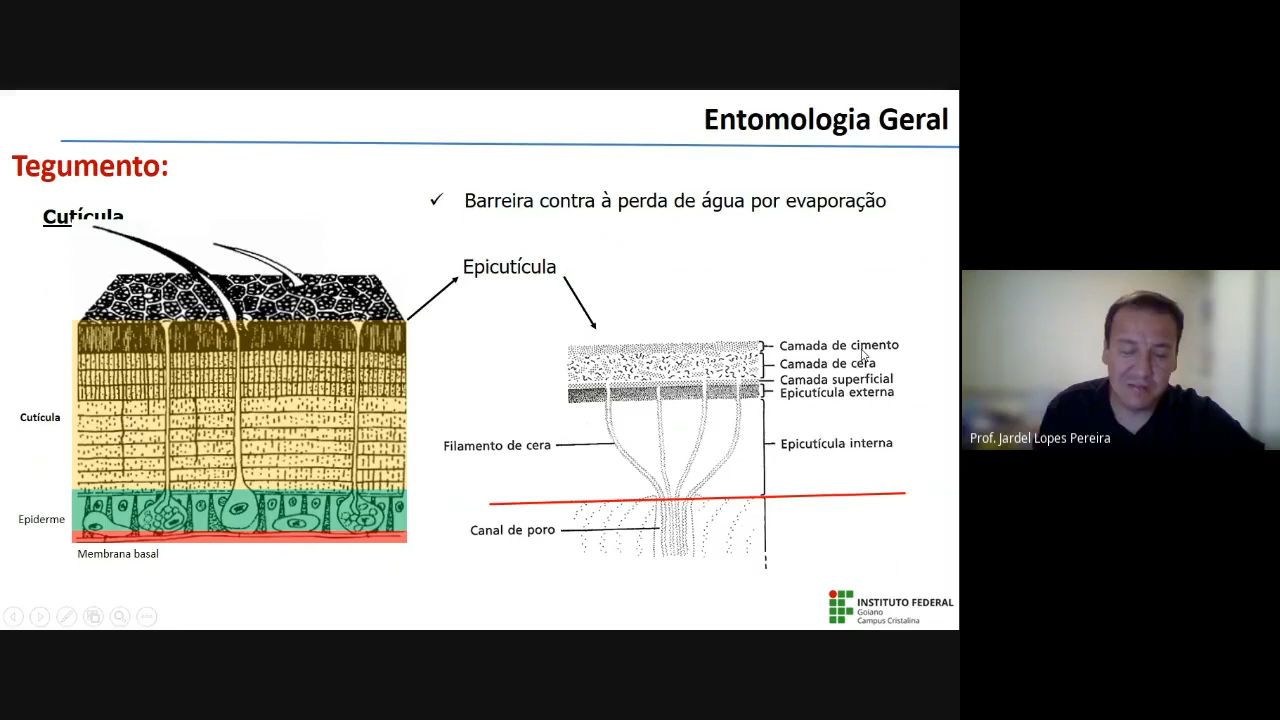 Entomologia Geral
Tegumento:
Cutícula
✓ Barreira contra à perda de água por evaporação
Epicutícula
Camada de cimento
Camada de cera
Camada superficial
Epicutícula externa
Filamento de cera
Epicutícula interna
Canal de poro
Cutícula
Epiderme
Membrana basal
INSTITUTO FEDERAL
Goiano
Campus Cristalina
Prof. Jardel Lopes Pereira